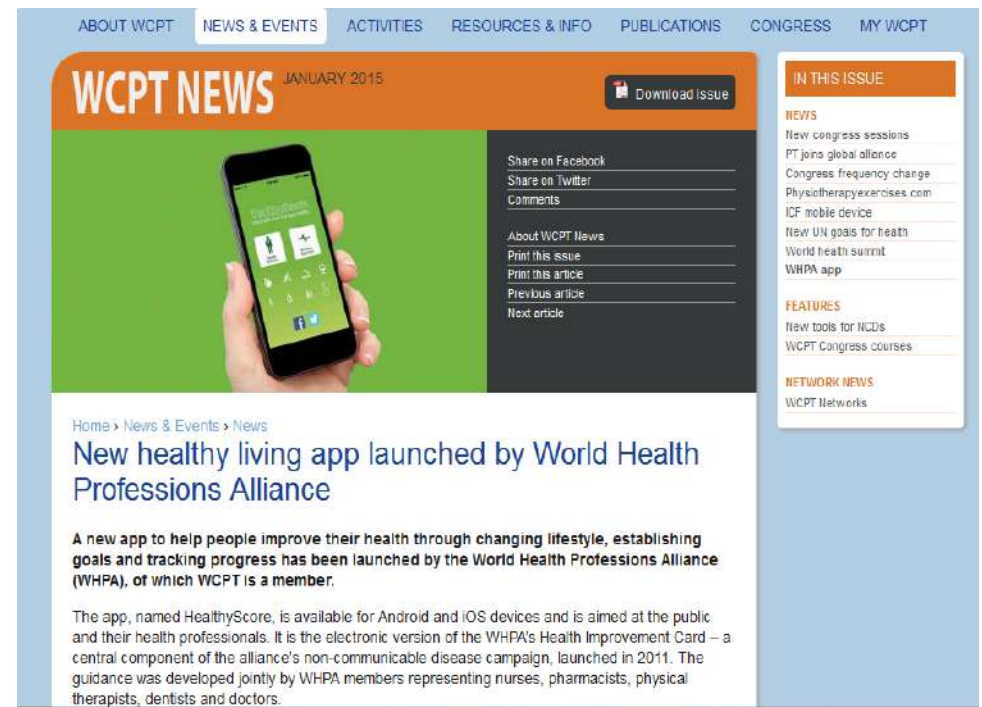 ABOUT WCPT NEWS & EVENTS ACTIVITIES RESOURCES & INFO PUBLICATIONS CONGRESS MY WCPT
WCPT NEWS JANUARY 2015
Download issue
Share on Facebook
Share on Twitter
Comments
About WCPT News
Print this issue
Print this article
Previous article
Next article
Home › News & Events › News
New healthy living app launched by World Health
Professions Alliance
A new app to help people improve their health through changing lifestyle, establishing
goals and tracking progress has been launched by the World Health Professions Alliance
(WHPA), of which WCPT is a member.
The app, named HealthyScore, is available for Android and iOS devices and is aimed at the public
and their health professionals. It is the electronic version of the WHPA's Health Improvement Card – a
central component of the alliance's non-communicable disease campaign, launched in 2011. The
guidance was developed jointly by WHPA members representing nurses, pharmacists, physical
therapists, dentists and doctors.
IN THIS ISSUE
NEWS
New congress sessions
PT joins global alliance
Congress frequency change
Physiotherapyexercises.com
ICF mobile device
New UN goals for health
World health summit
WHPA app
FEATURES
New tools for NCDs
WCPT Congress courses
NETWORK NEWS
WCPT Networks